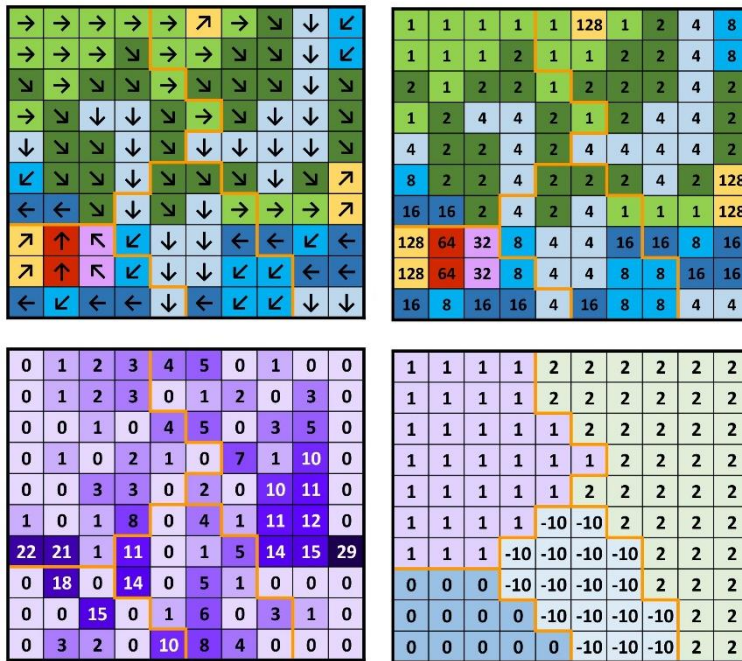 1 1 1 1 1 128 1 2 4 8
1 1 1 2 1 1 2 2 4 8
2 1 2 2 1 2 2 2 4 2
1 2 4 4 2 1 2 4 4 2
4 2 2 4 2 4 4 4 4 2
8 2 2 4 2 2 2 4 2 128
16 16 2 4 2 4 1 1 1 128
128 64 32 8 4 4 16 16 8 16
128 64 32 8 4 4 8 8 16 16
16 8 16 16 4 16 8 8 4 4
0 1 2 3 4 5 0 1 0 0
0 1 2 3 0 1 2 0 3 0
0 0 1 0 4 5 0 3 5 0
0 1 0 2 1 0 7 1 10 0
0 0 3 3 0 2 0 10 11 0
1 0 1 8 0 4 1 11 12 0
22 21 1 11 0 1 5 14 15 29
0 18 0 14 0 5 1 0 0 0
0 0 15 0 1 6 0 3 1 0
0 3 2 0 10 8 4 0 0 0
1 1 1 1 2 2 2 2 2 2
1 1 1 1 2 2 2 2 2 2
1 1 1 1 1 2 2 2 2 2
1 1 1 1 1 1 2 2 2 2
1 1 1 1 1 2 2 2 2 2
1 1 1 1 -10 -10 2 2 2 2
1 1 1 -10 -10 -10 -10 2 2 2
0 0 0 -10 -10 -10 -10 2 2 2
0 0 0 0 -10 -10 -10 -10 2 2
0 0 0 0 0 -10 -10 -10 2 2